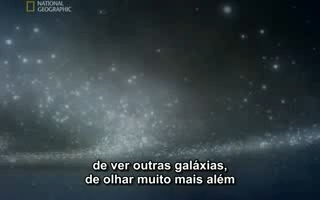 NATIONAL
GEOGRAPHIC
de ver outras galáxias,
de olhar muito mais além